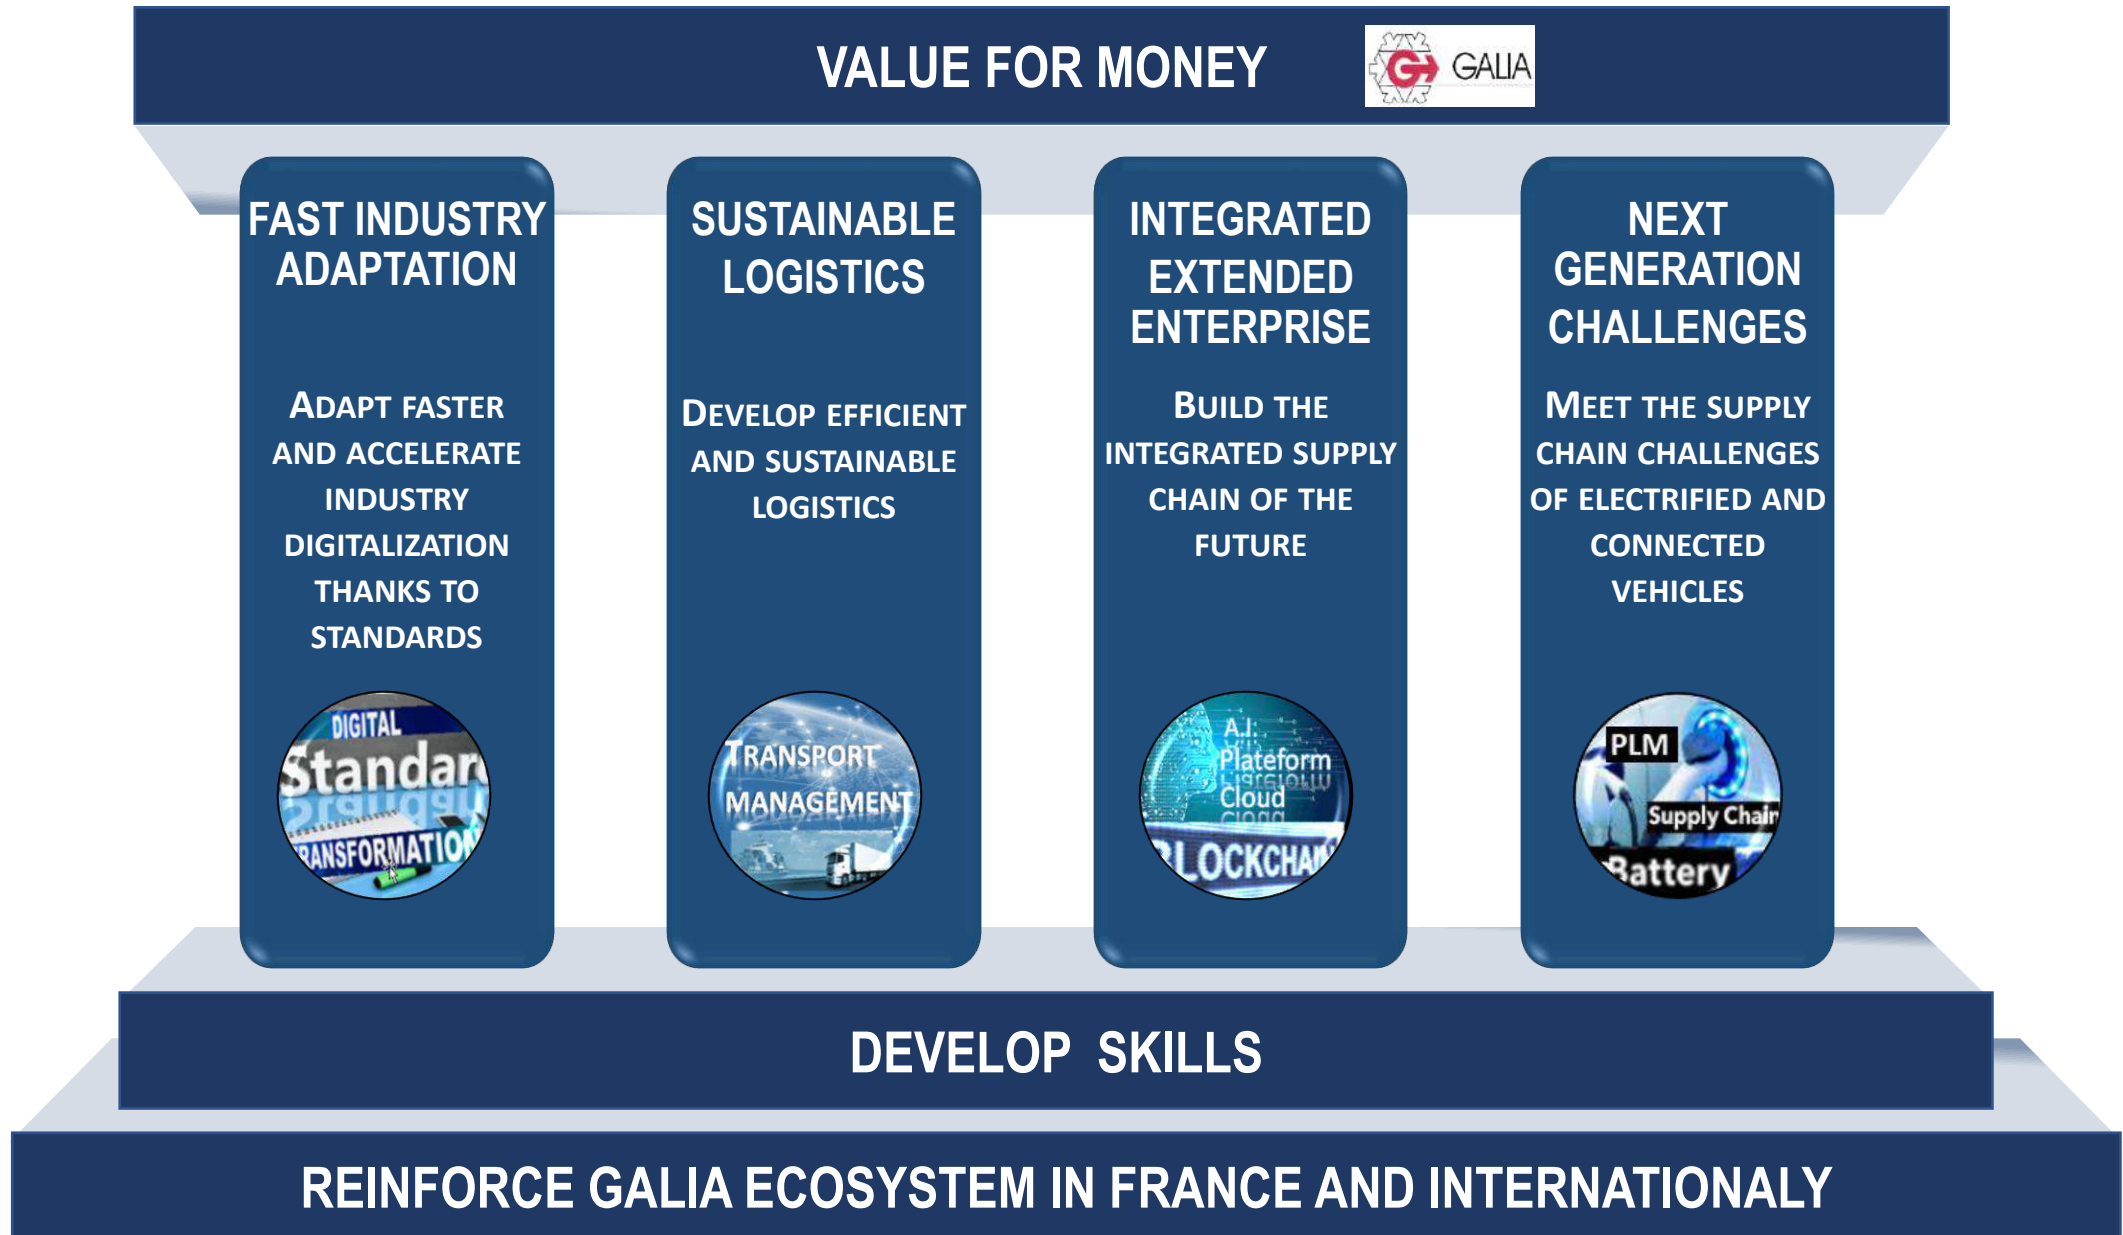 VALUE FOR MONEY
GALIA
FAST INDUSTRY
ADAPTATION
ADAPT FASTER
AND ACCELERATE
INDUSTRY
DIGITALIZATION
THANKS TO
STANDARDS
DIGITAL
Standar
RANSFORMATION
SUSTAINABLE
LOGISTICS
DEVELOP EFFICIENT
AND SUSTAINABLE
LOGISTICS
TRANSPORT
MANAGEMENT
INTEGRATED
EXTENDED
ENTERPRISE
BUILD THE
INTEGRATED SUPPLY
CHAIN OF THE
FUTURE
A.I.
Plateform
Cloud
BLOCKCHAIN
NEXT
GENERATION
CHALLENGES
MEET THE SUPPLY
CHAIN CHALLENGES
OF ELECTRIFIED AND
CONNECTED
VEHICLES
PLM
Supply Chain
Battery
DEVELOP SKILLS
REINFORCE GALIA ECOSYSTEM IN FRANCE AND INTERNATIONALY